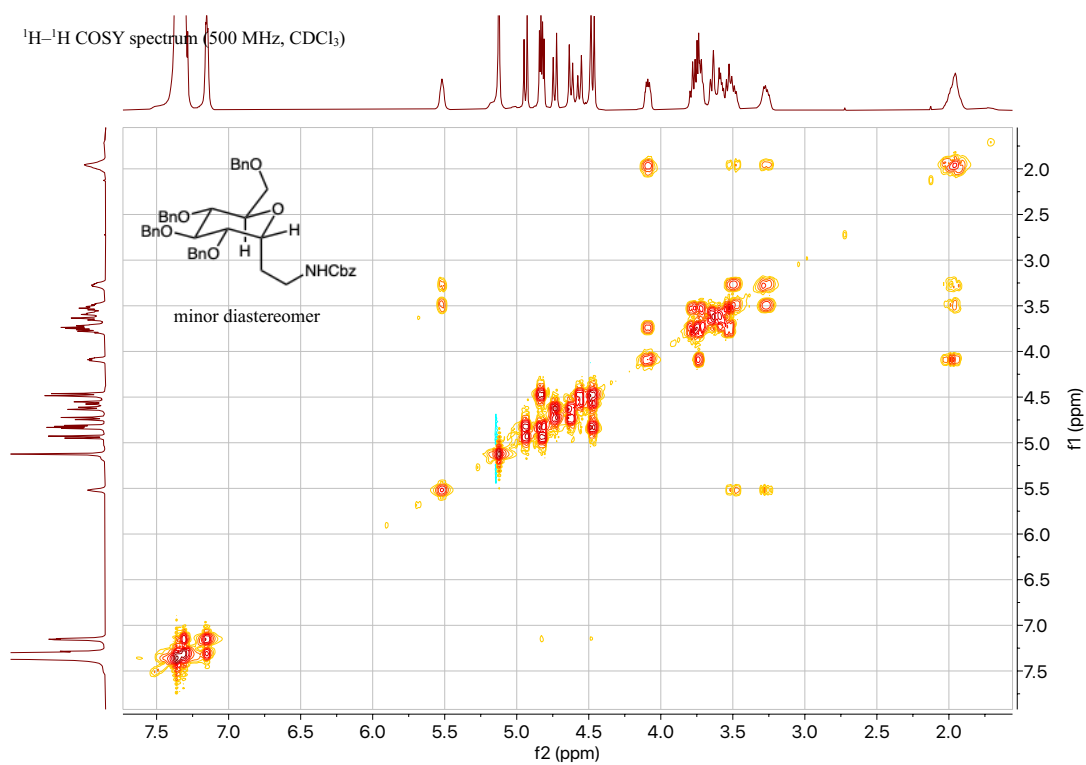 ¹H–¹H COSY spectrum (500 MHz, CDCl₃)
BnO
O
BnO
BnO
H
BnO
H
NHCbz
minor diastereomer
2.0
2.5
3.0
3.5
4.0
4.5
5.0
5.5
6.0
6.5
7.0
7.5
f1 (ppm)
7.5 7.0 6.5 6.0 5.5 5.0 4.5 4.0 3.5 3.0 2.5 2.0
f2 (ppm)